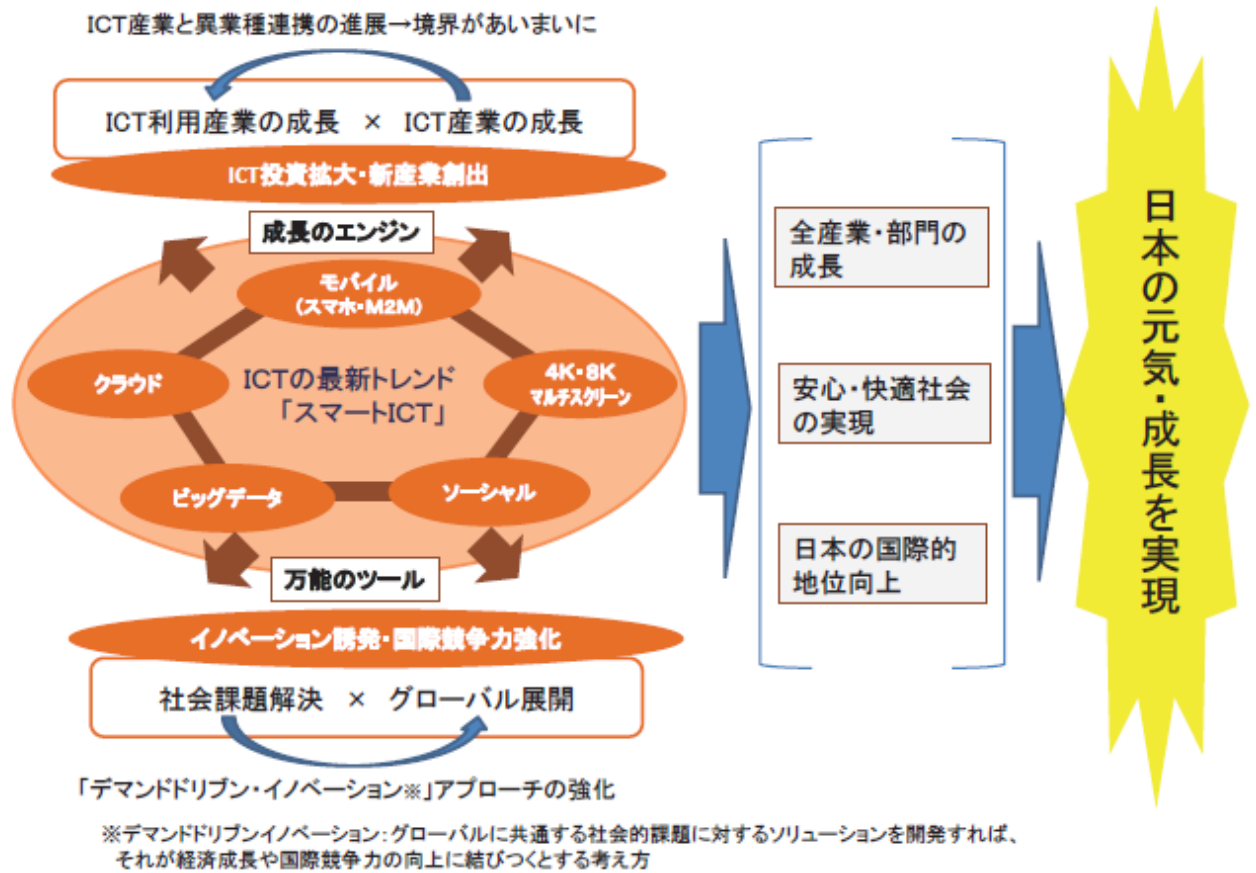 ICT産業と異業種連携の進展→境界があいまいに
ICT利用産業の成長 × ICT産業の成長
ICT投資拡大・新産業創出
成長のエンジン
モバイル
(スマホ・M2M)
クラウド
ICTの最新トレンド
「スマートICT」
4K・8K
マルチスクリーン
ビッグデータ
ソーシャル
万能のツール
イノベーション誘発・国際競争力強化
社会課題解決 × グローバル展開
「デマンドドリブン・イノベーション※」アプローチの強化
※デマンドドリブンイノベーション:グローバルに共通する社会的課題に対するソリューションを開発すれば、
それが経済成長や国際競争力の向上に結びつくとする考え方
全産業・部門の
成長
安心・快適社会
の実現
日本の国際的
地位向上
日本の元気・成長を実現